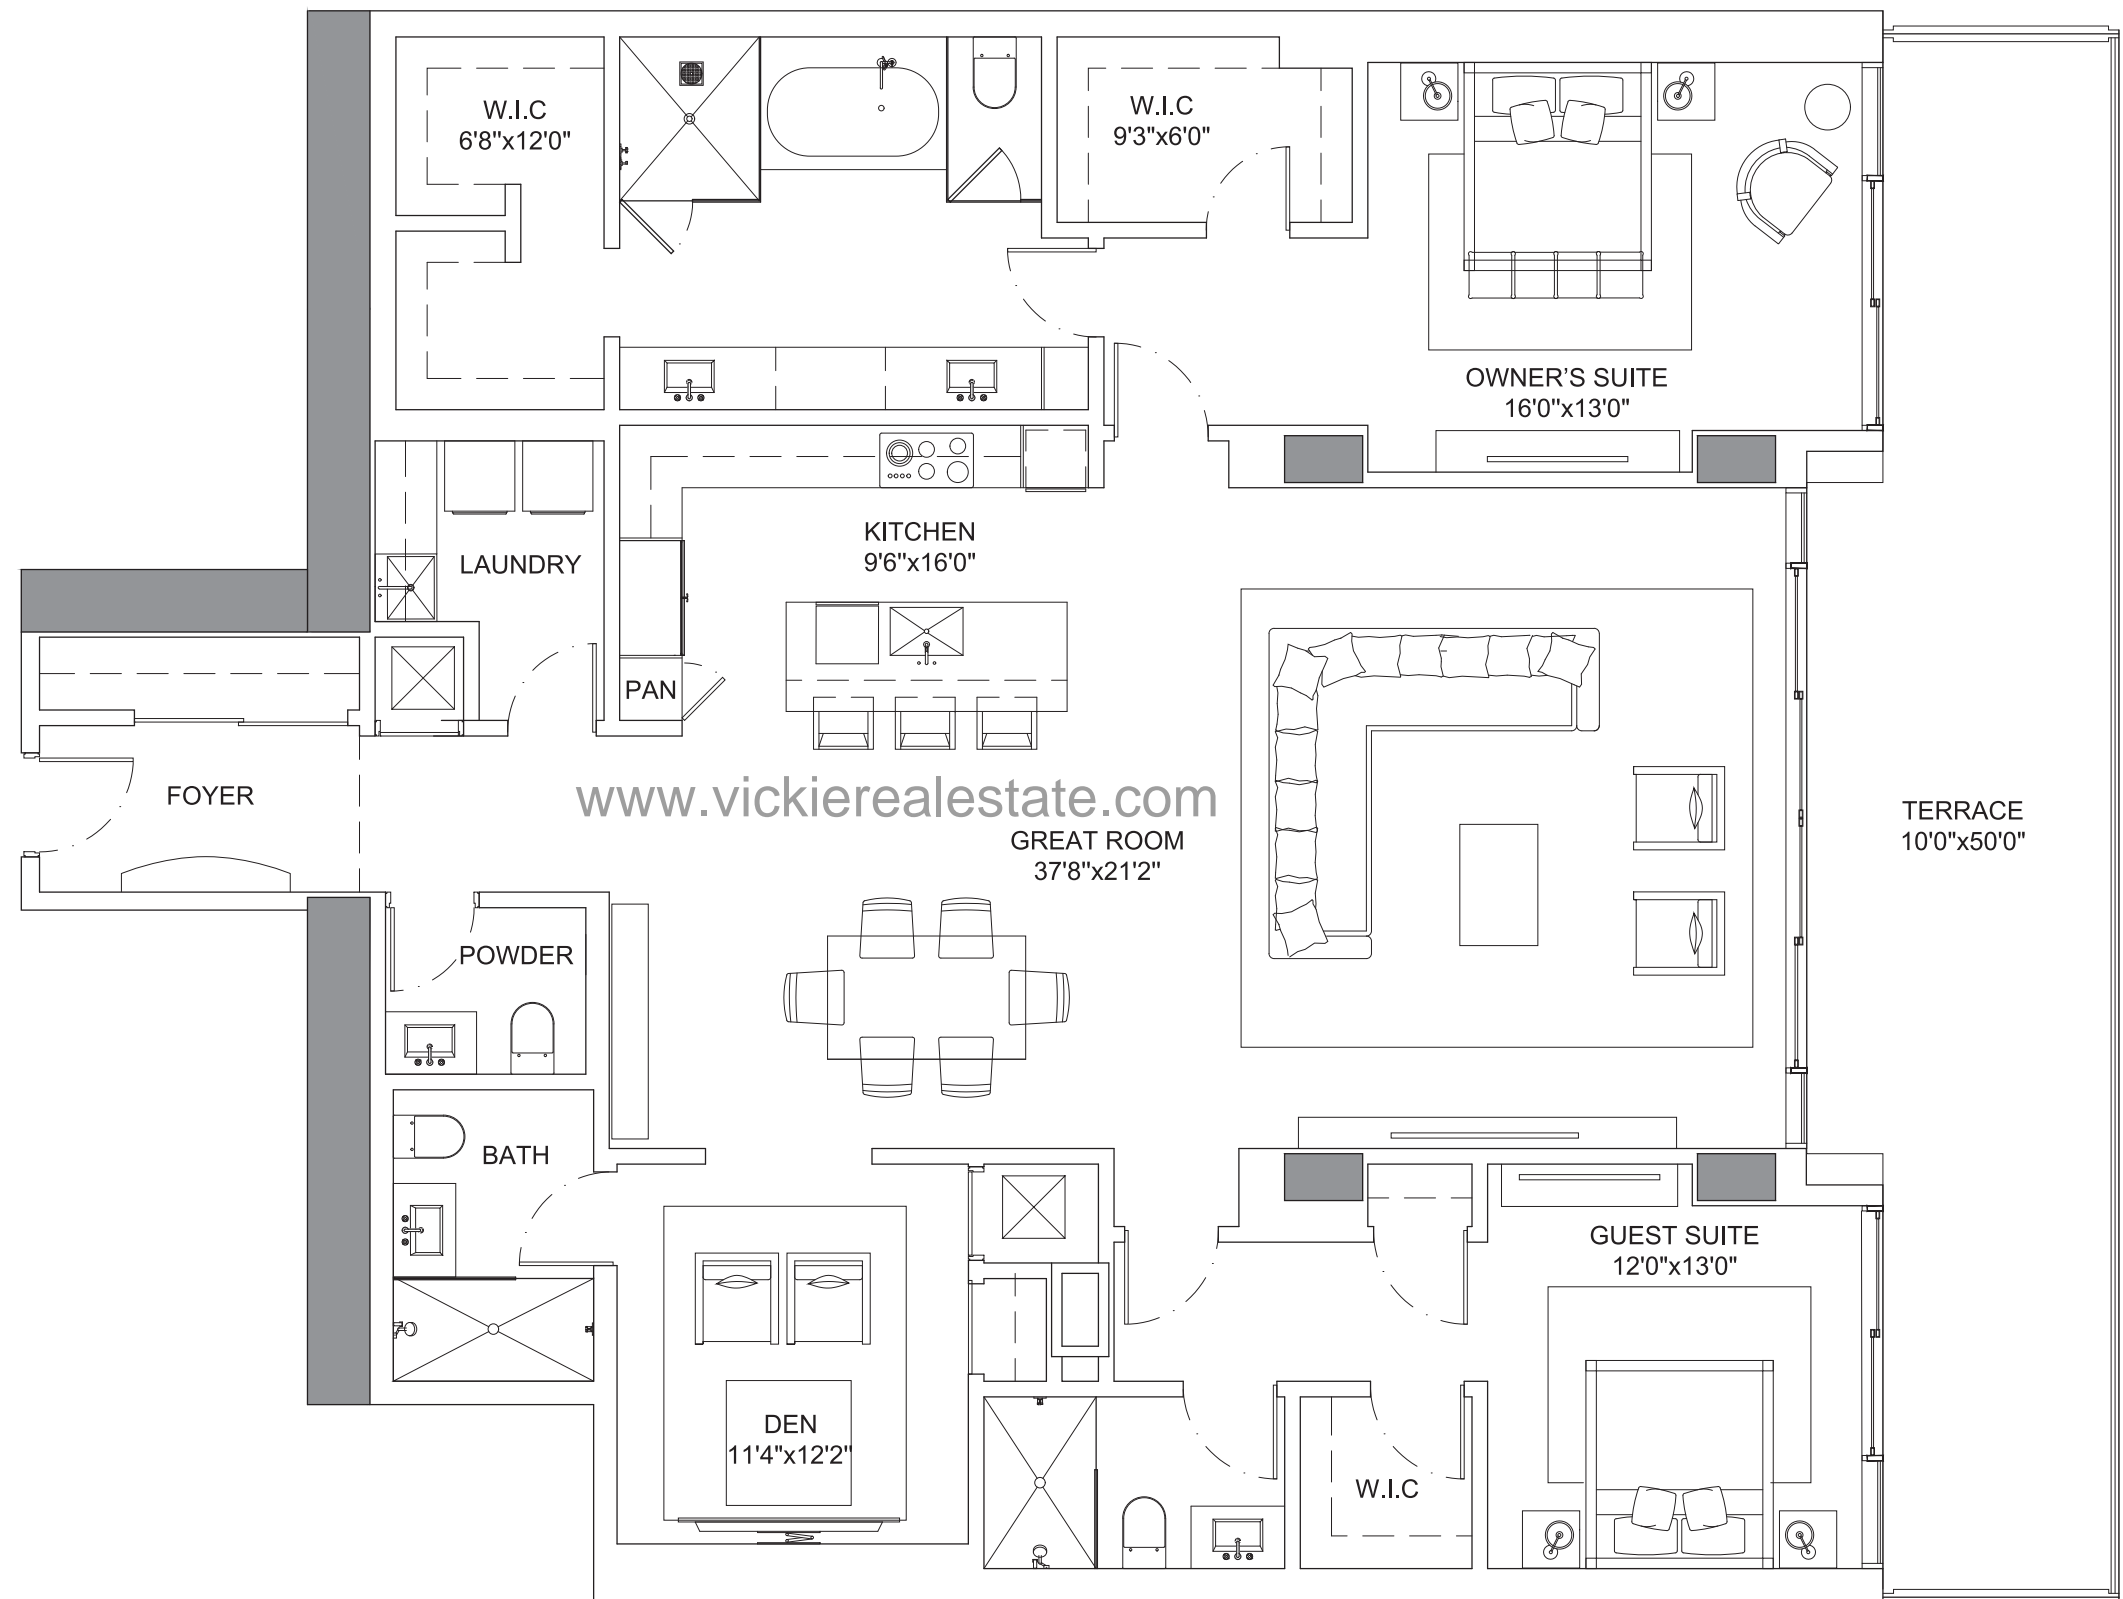 W.I.C
6'8"x12'0"
W.I.C
9'3"x6'0"
OWNER'S SUITE
16'0"x13'0"
KITCHEN
9'6"x16'0"
LAUNDRY
PAN
FOYER
www.vickierealestate.com
GREAT ROOM
37'8"x21'2"
TERRACE
10'0"x50'0"
POWDER
BATH
GUEST SUITE
12'0"x13'0"
DEN
11'4"x12'2"
W.I.C